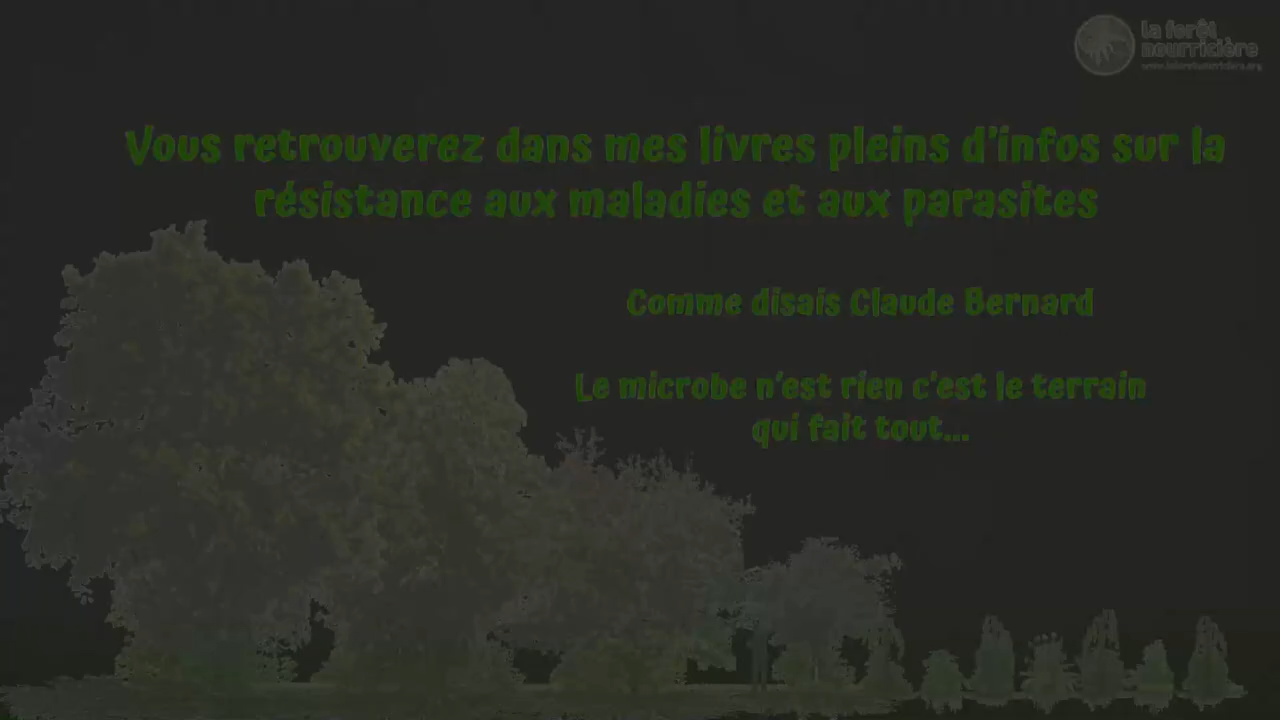 la forêt
nourricière
Vous retrouverez dans mes livres pleins d'infos sur la
résistance aux maladies et aux parasites
Comme disais Claude Bernard
Le microbe n'est rien c'est le terrain
qui fait tout...